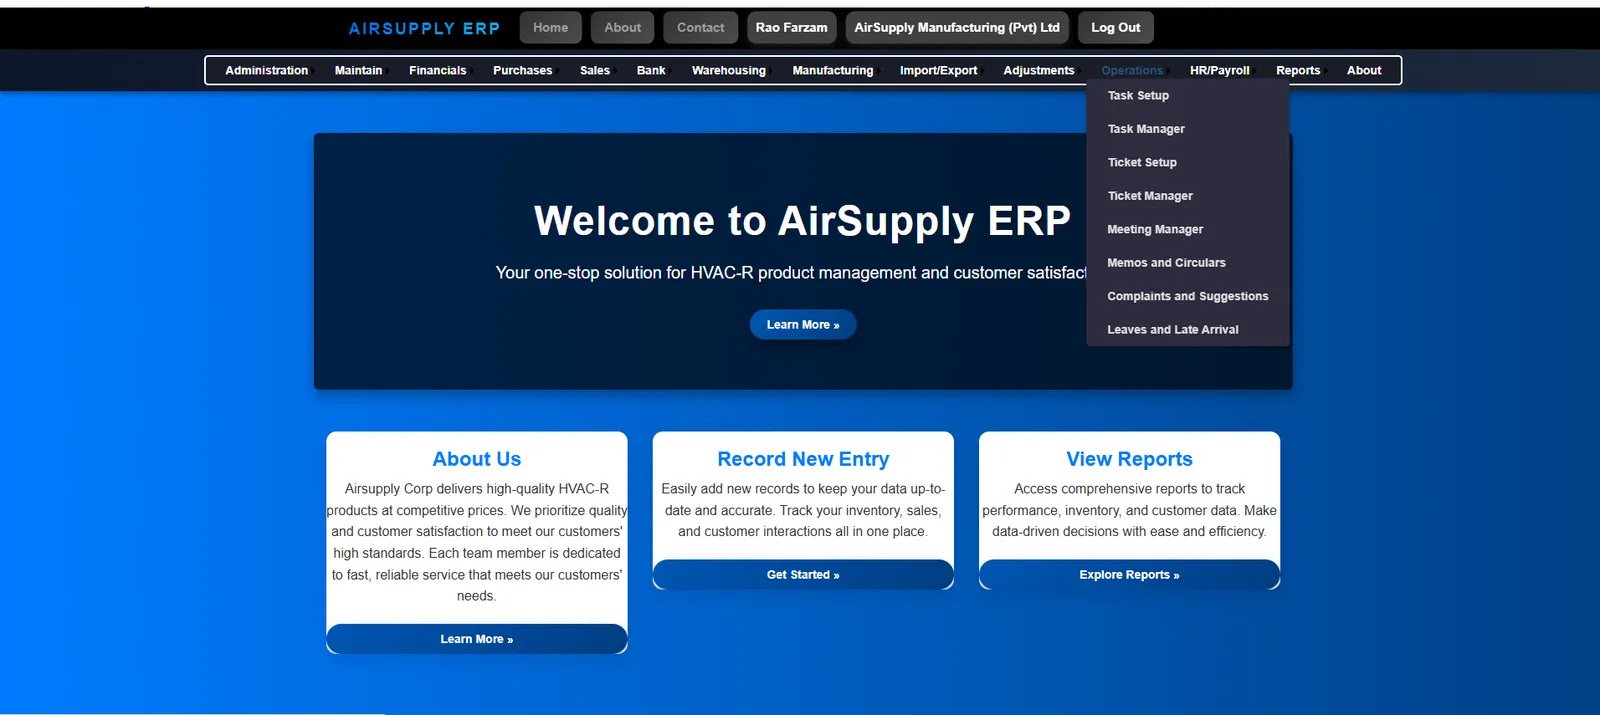 AIRSUPPLY ERP Home About Contact Rao Farzam AirSupply Manufacturing (Pvt) Ltd Log Out
Administration Maintain Financials Purchases Sales Bank Warehousing Manufacturing Import/Export Adjustments Operations HR/Payroll Reports About
Task Setup
Task Manager
Ticket Setup
Ticket Manager
Meeting Manager
Memos and Circulars
Complaints and Suggestions
Leaves and Late Arrival
Welcome to AirSupply ERP
Your one-stop solution for HVAC-R product management and customer satisfact
Learn More »
About Us
Airsupply Corp delivers high-quality HVAC-R
products at competitive prices. We prioritize quality
and customer satisfaction to meet our customers'
high standards. Each team member is dedicated
to fast, reliable service that meets our customers'
needs.
Learn More »
Record New Entry
Easily add new records to keep your data up-to-
date and accurate. Track your inventory, sales,
and customer interactions all in one place.
Get Started »
View Reports
Access comprehensive reports to track
performance, inventory, and customer data. Make
data-driven decisions with ease and efficiency.
Explore Reports »